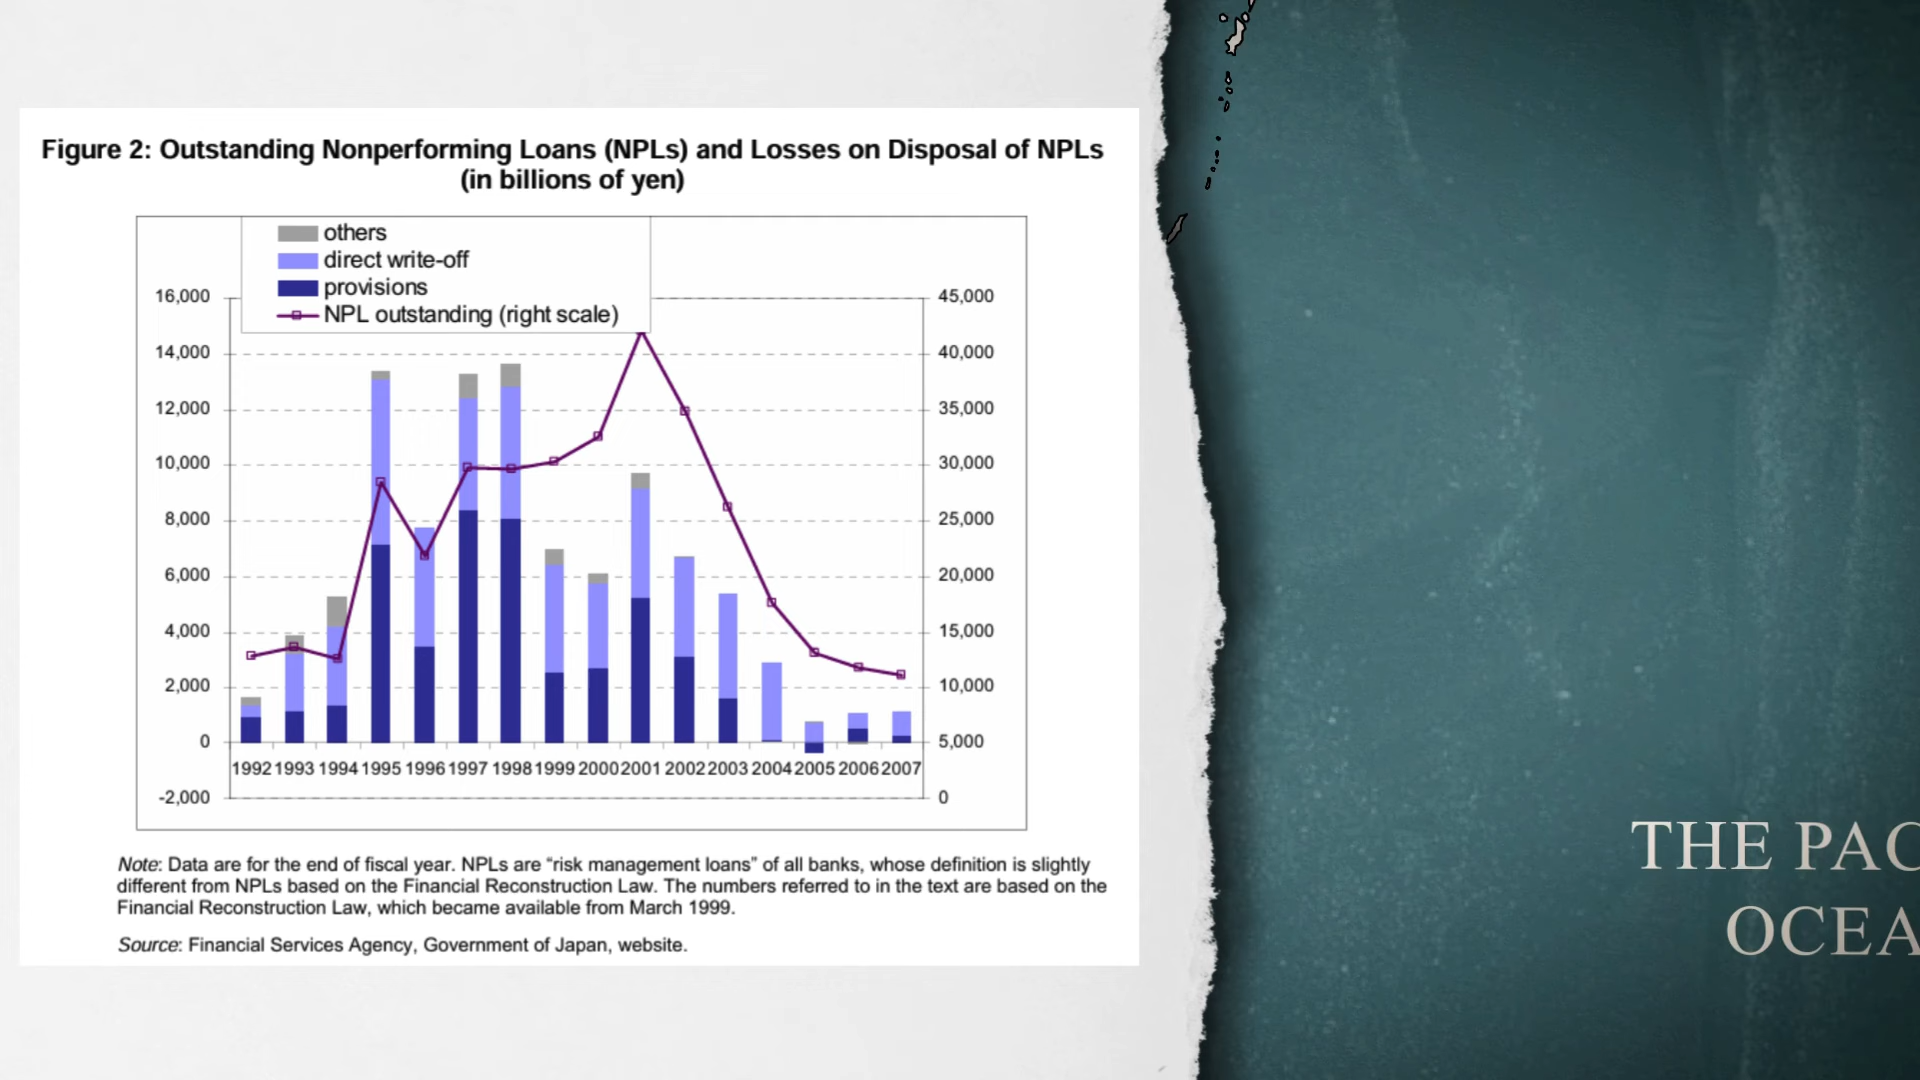 Figure 2: Outstanding Nonperforming Loans (NPLs) and Losses on Disposal of NPLs
(in billions of yen)
others
direct write-off
provisions
NPL outstanding (right scale)
16,000 45,000
14,000 40,000
12,000 35,000
10,000 30,000
8,000 25,000
6,000 20,000
4,000 15,000
2,000 10,000
0 5,000
1992 1993 1994 1995 1996 1997 1998 1999 2000 2001 2002 2003 2004 2005 2006 2007
-2,000 0
Note: Data are for the end of fiscal year. NPLs are “risk management loans” of all banks, whose definition is slightly
different from NPLs based on the Financial Reconstruction Law. The numbers referred to in the text are based on the
Financial Reconstruction Law, which became available from March 1999.
Source: Financial Services Agency, Government of Japan, website.
THE PAC
OCEA